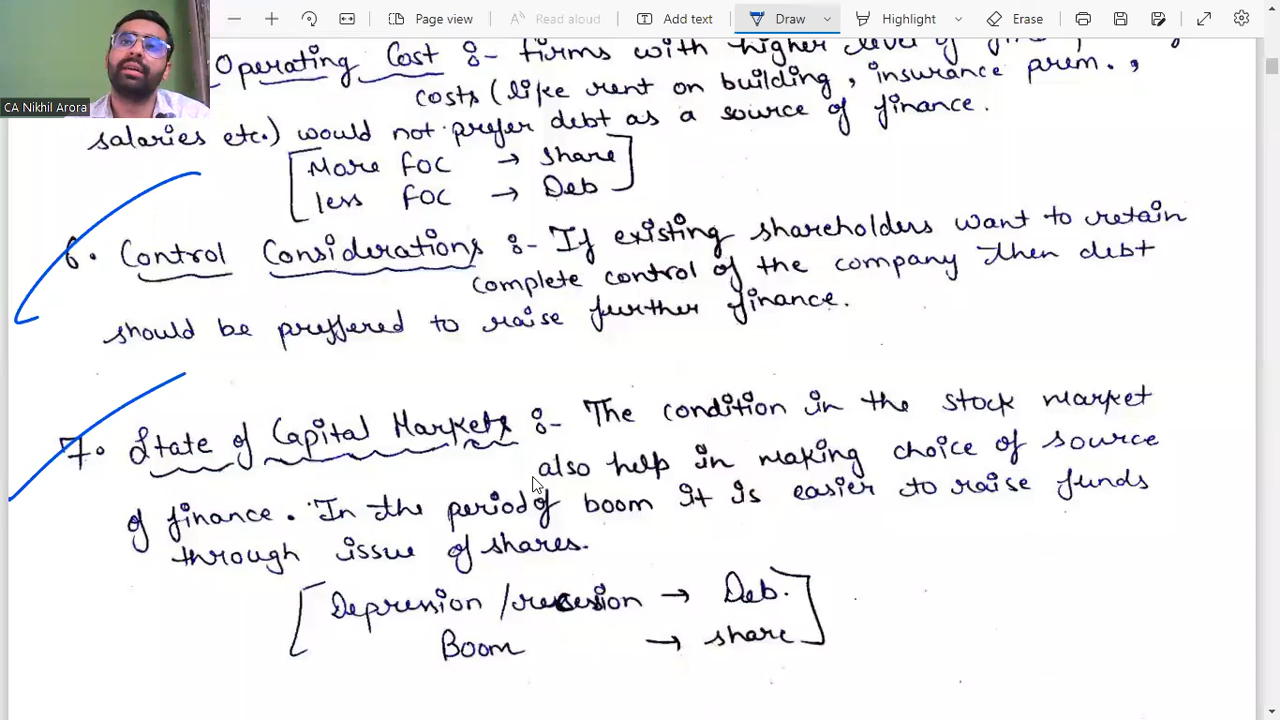 Page view
Read aloud
Add text
Draw
Highlight
Erase
CA Nikhil Arora
Operating Cost :- firms with higher level of
costs (like rent on building, insurance prem.,
salaries etc.) would not prefer debt as a source of finance.
[More FOC → Share]
[less FOC → Deb]
6. Control Considerations :- If existing shareholders want to retain
complete control of the company then debt
should be preffered to raise further finance.
7. State of Capital Markets :- The condition in the stock market
also help in making choice of source
of finance. In the period of boom it is easier to raise funds
through issue of shares.
[Depression / recession → Deb.]
[Boom → share]